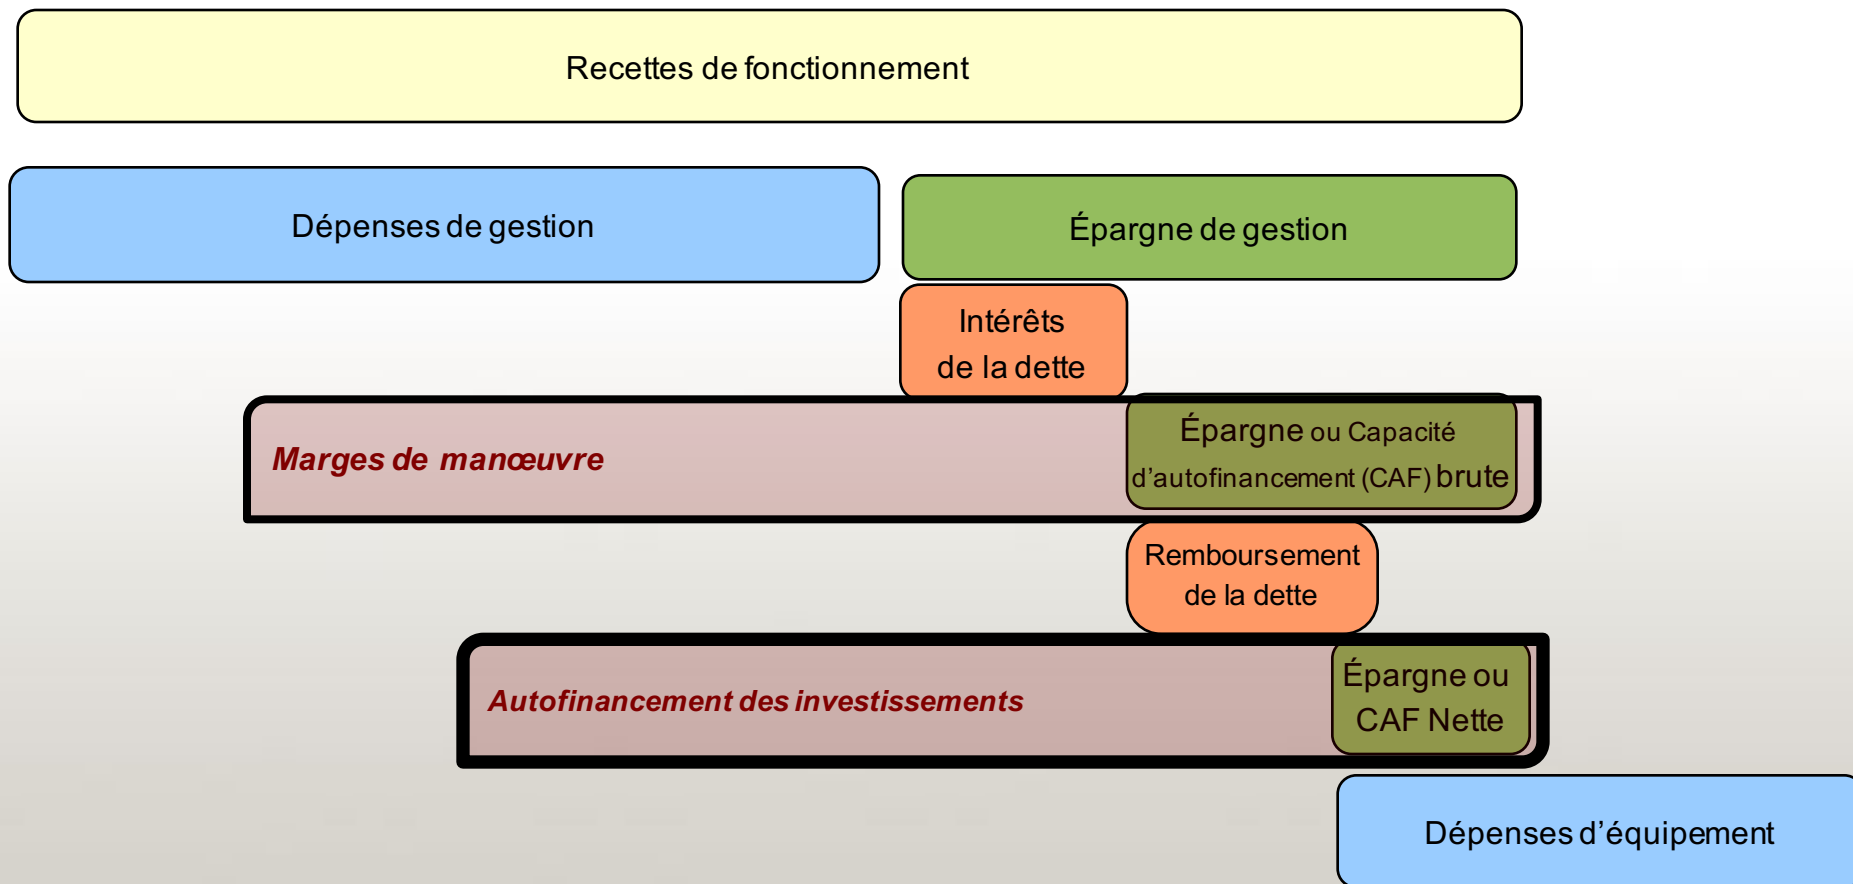 Recettes de fonctionnement
Dépenses de gestion
Épargne de gestion
Intérêts
de la dette
Marges de manœuvre
Épargne ou Capacité
d’autofinancement (CAF) brute
Remboursement
de la dette
Autofinancement des investissements
Épargne ou
CAF Nette
Dépenses d’équipement